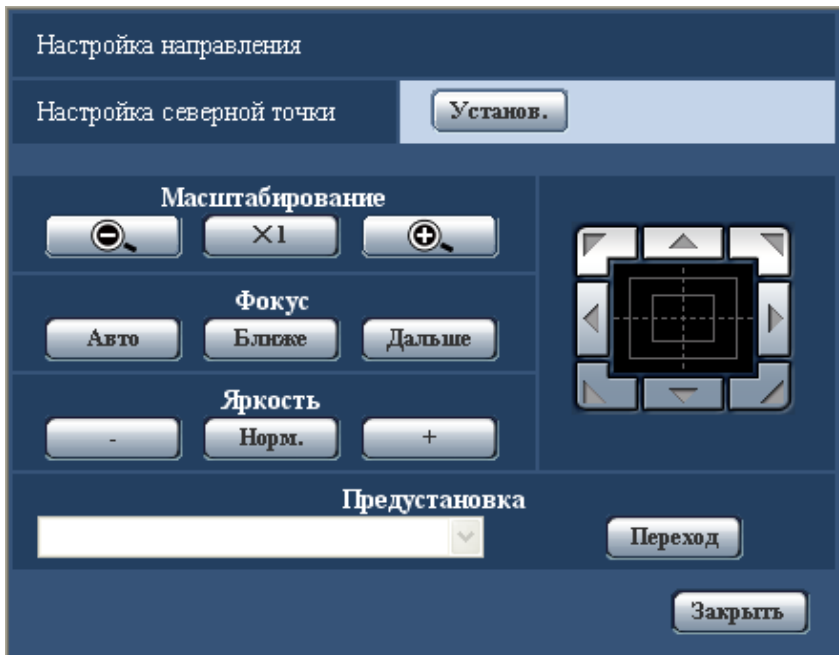 Настройка направления
Настройка северной точки
Установ.
Масштабирование
×1
Фокус
Авто Ближе Дальше
Яркость
- Норм. +
Предустановка
Переход
Закрыть